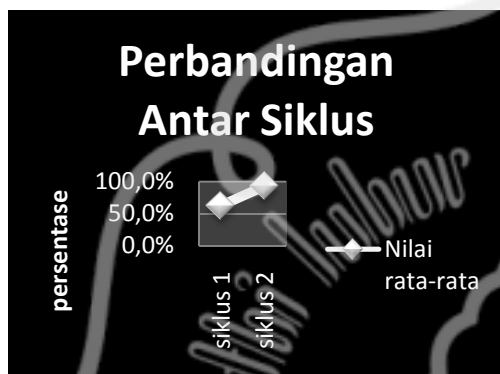 Perbandingan
Antar Siklus
persentase
100,0%
50,0%
0,0%
siklus 1
siklus 2
Nilai
rata-rata